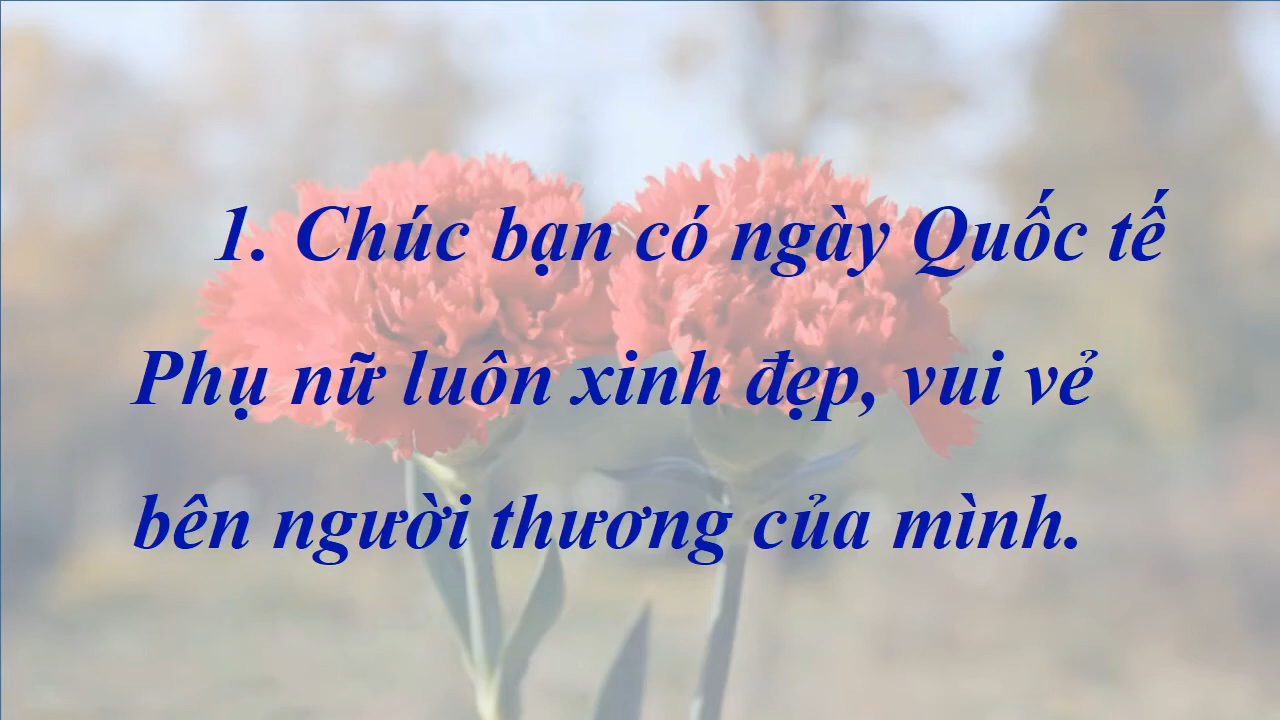 1. Chúc bạn có ngày Quốc tế
Phụ nữ luôn xinh đẹp, vui vẻ
bên người thương của mình.